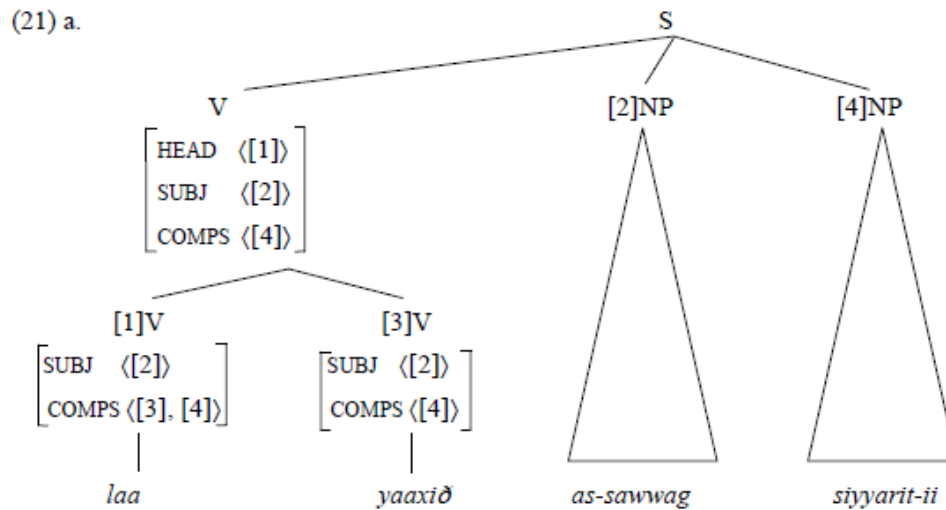 (21) a. S
V [2]NP [4]NP
HEAD ⟨[1]⟩
SUBJ ⟨[2]⟩
COMPS ⟨[4]⟩
[1]V [3]V
SUBJ ⟨[2]⟩ SUBJ ⟨[2]⟩
COMPS ⟨[3], [4]⟩ COMPS ⟨[4]⟩
laa yaaxið as-sawwag siyyarit-ii